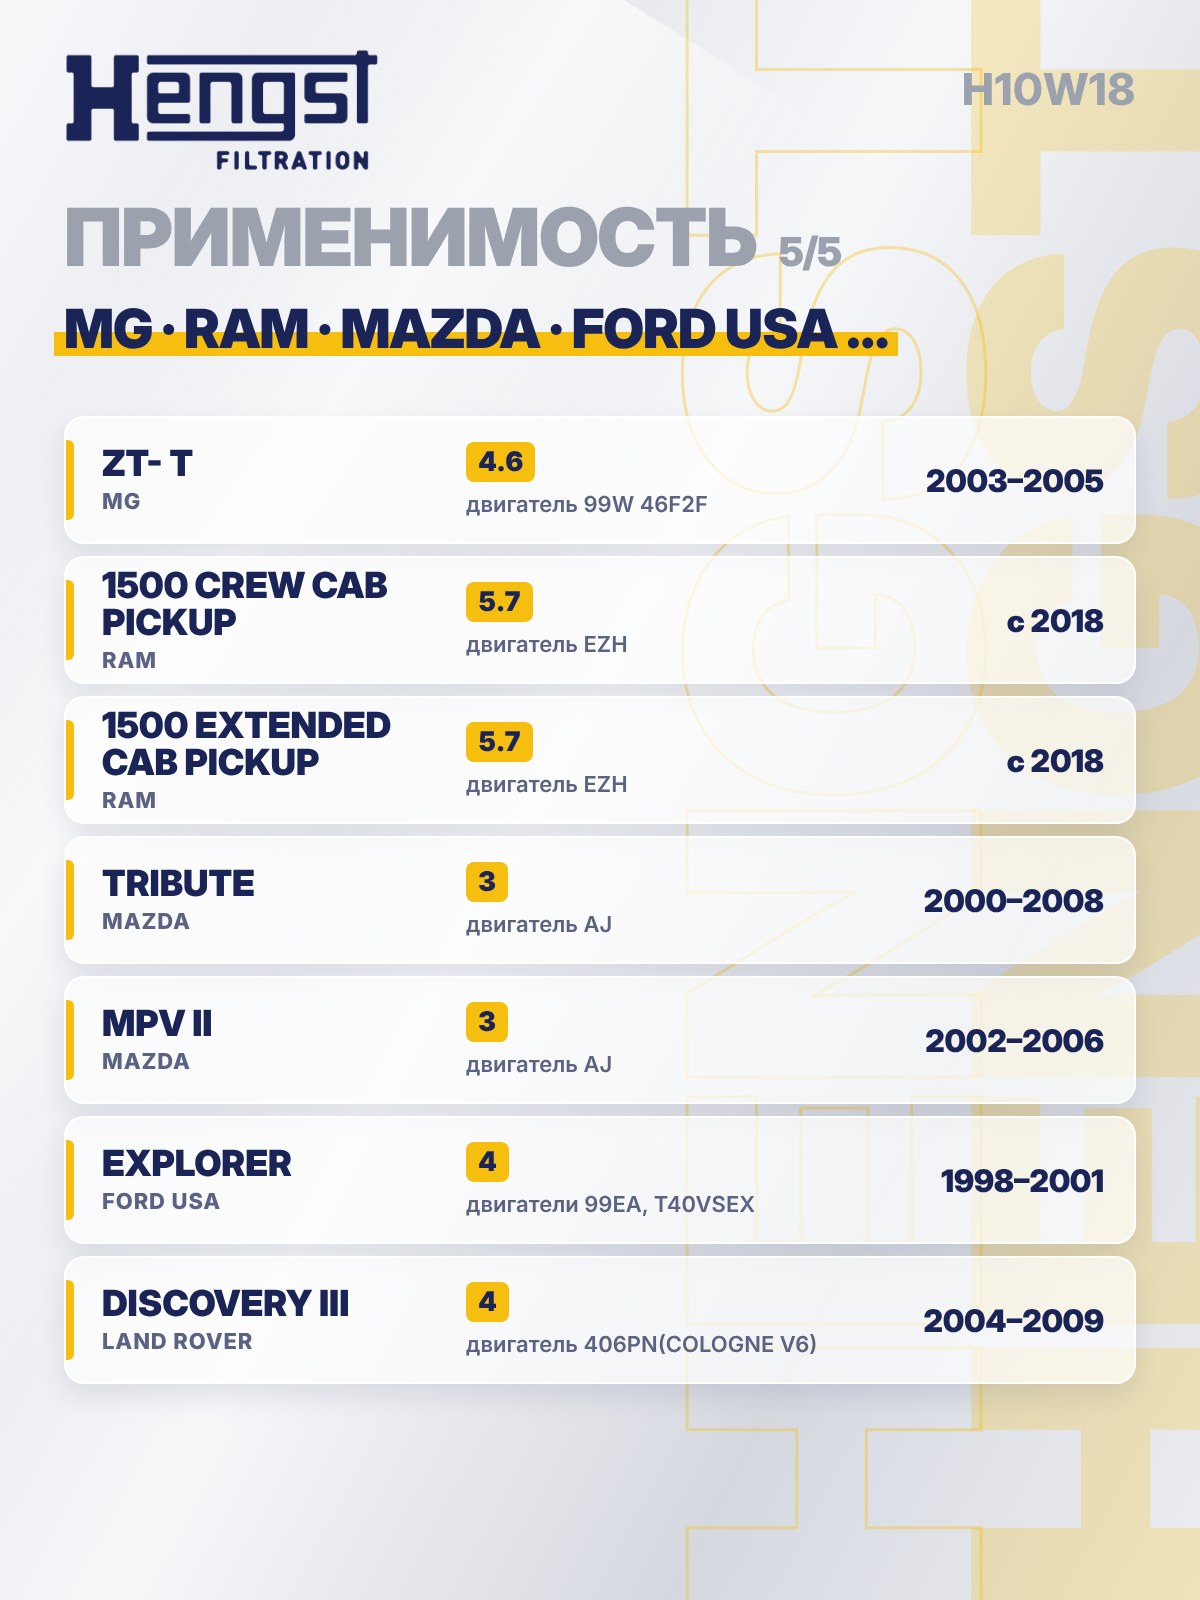 Hengst
FILTRATION
H10W18
ПРИМЕНИМОСТЬ 5/5
MG · RAM · MAZDA · FORD USA ...
ZT- T
MG
4.6
двигатель 99W 46F2F
2003–2005
1500 CREW CAB
PICKUP
RAM
5.7
двигатель EZH
с 2018
1500 EXTENDED
CAB PICKUP
RAM
5.7
двигатель EZH
с 2018
TRIBUTE
MAZDA
3
двигатель AJ
2000–2008
MPV II
MAZDA
3
двигатель AJ
2002–2006
EXPLORER
FORD USA
4
двигатели 99EA, T40VSEX
1998–2001
DISCOVERY III
LAND ROVER
4
двигатель 406PN(COLOGNE V6)
2004–2009
HENGST
HENGST